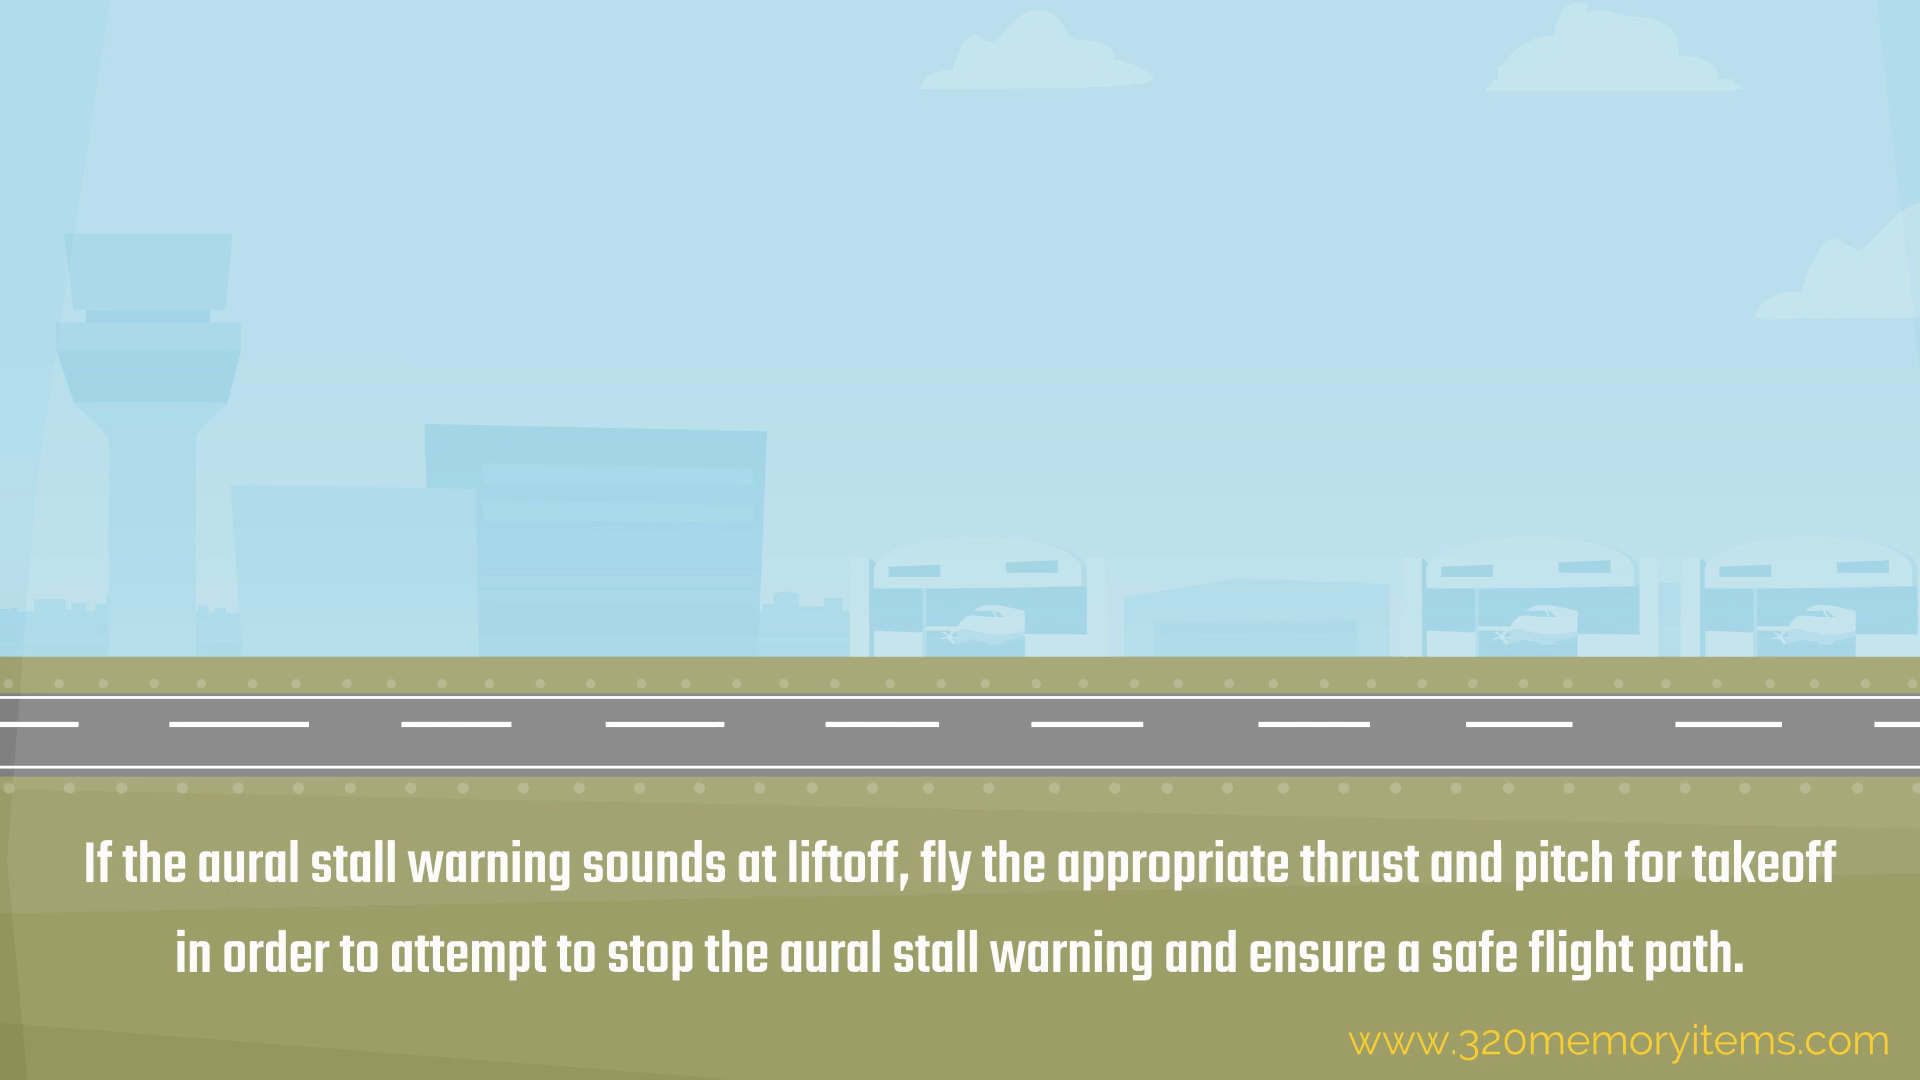 If the aural stall warning sounds at liftoff, fly the appropriate thrust and pitch for takeoff
in order to attempt to stop the aural stall warning and ensure a safe flight path.
www.320memoryitems.com